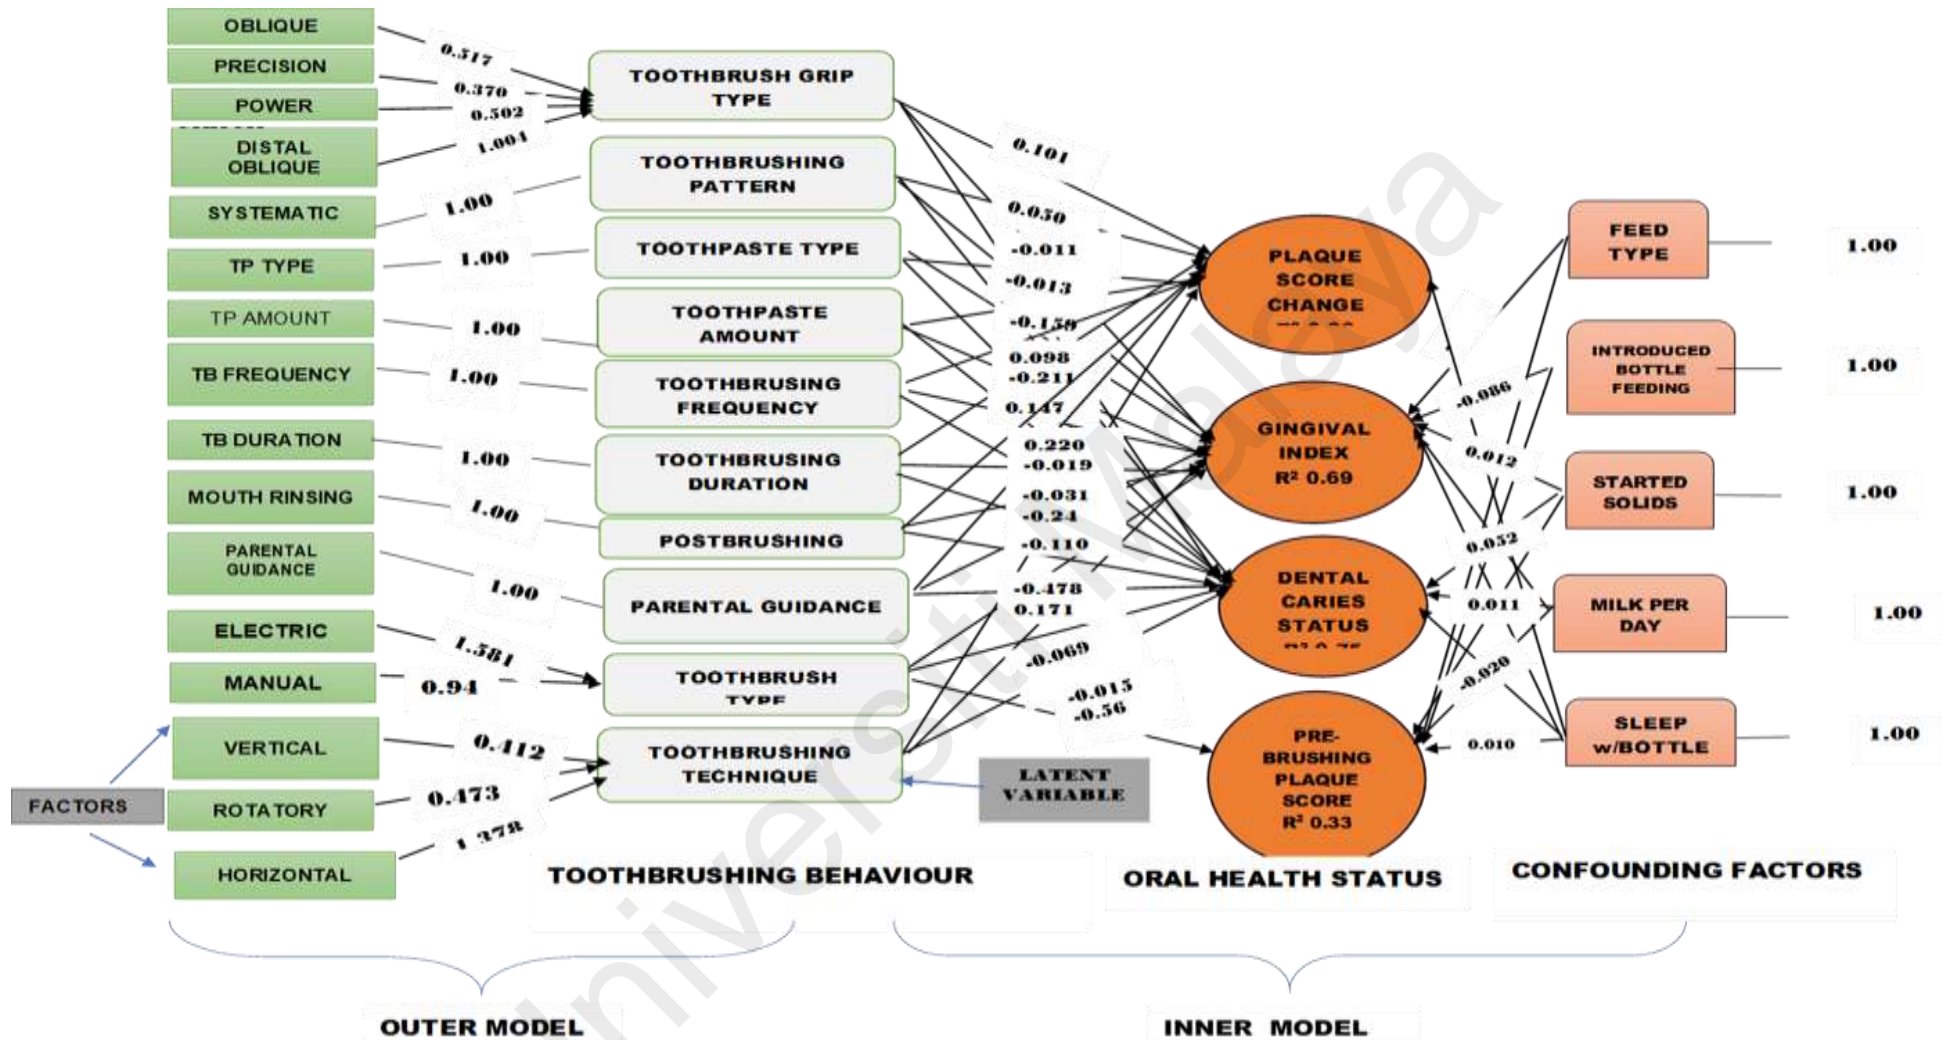 OBLIQUE
PRECISION
POWER
DISTAL
OBLIQUE
SYSTEMATIC
TP TYPE
TP AMOUNT
TB FREQUENCY
TB DURATION
MOUTH RINSING
PARENTAL
GUIDANCE
ELECTRIC
MANUAL
VERTICAL
ROTATORY
HORIZONTAL
FACTORS
0.517
0.370
0.502
1.004
1.00
1.00
1.00
1.00
1.00
1.00
1.00
1.581
0.94
0.412
0.473
1.378
TOOTHBRUSH GRIP
TYPE
TOOTHBRUSHING
PATTERN
TOOTHPASTE TYPE
TOOTHPASTE
AMOUNT
TOOTHBRUSING
FREQUENCY
TOOTHBRUSING
DURATION
POSTBRUSHING
PARENTAL GUIDANCE
TOOTHBRUSH
TYPE
TOOTHBRUSHING
TECHNIQUE
LATENT
VARIABLE
0.101
0.050
-0.011
-0.013
-0.159
0.098
-0.211
0.147
0.220
-0.019
-0.031
-0.24
-0.110
-0.478
0.171
-0.069
-0.015
-0.56
PLAQUE
SCORE
CHANGE
GINGIVAL
INDEX
R² 0.69
DENTAL
CARIES
STATUS
PRE-
BRUSHING
PLAQUE
SCORE
R² 0.33
-0.086
0.012
0.052
0.011
-0.020
0.010
FEED
TYPE
INTRODUCED
BOTTLE
FEEDING
STARTED
SOLIDS
MILK PER
DAY
SLEEP
w/BOTTLE
1.00
1.00
1.00
1.00
1.00
TOOTHBRUSHING BEHAVIOUR
ORAL HEALTH STATUS
CONFOUNDING FACTORS
OUTER MODEL
INNER MODEL
Universiti Malaya